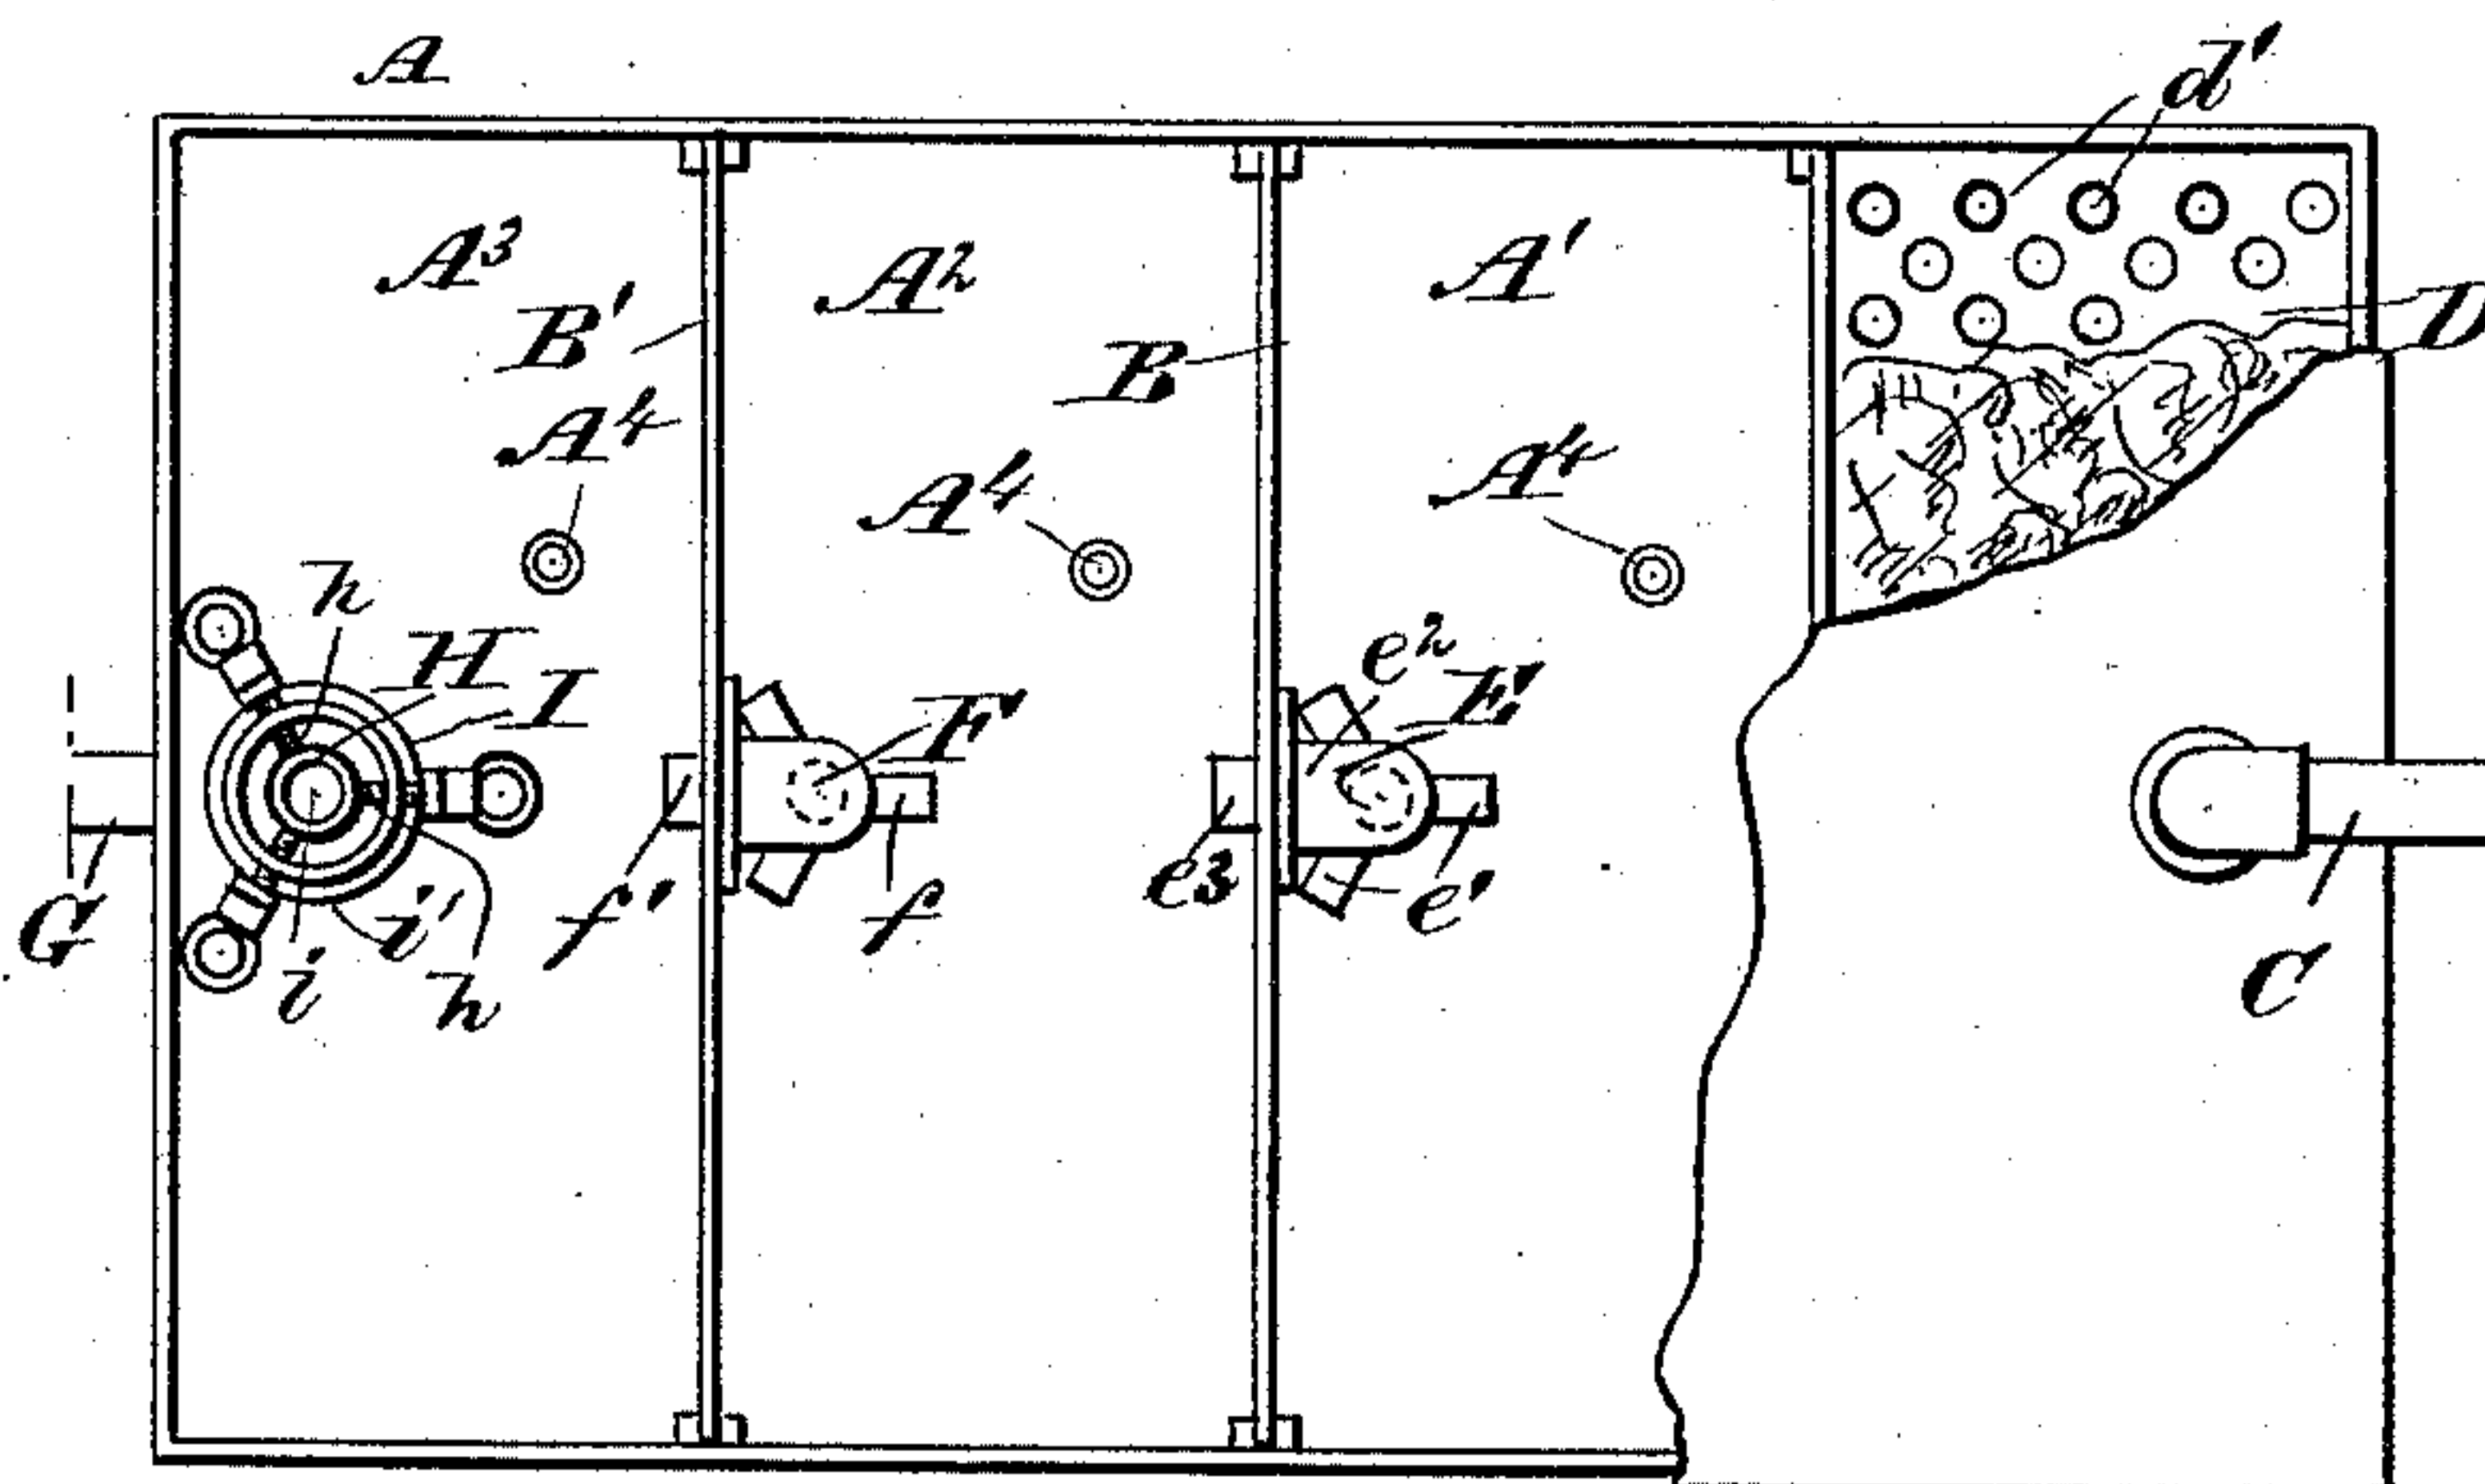 A
d'
A³
A²
A'
B'
D
B
A⁴
A⁴
A⁴
h
H
e²
I
E'
F
G
f'
f
e³
e'
i'
i
h
C